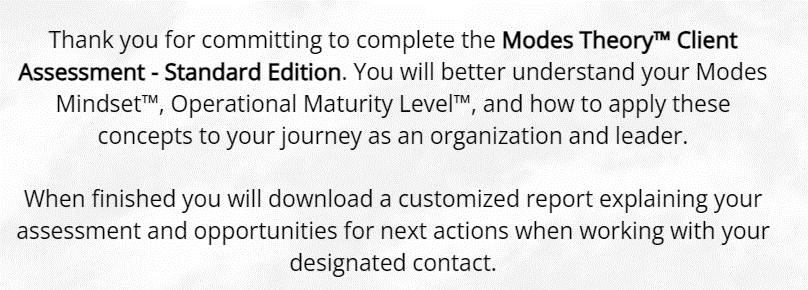 Thank you for committing to complete the Modes Theory™ Client
Assessment - Standard Edition. You will better understand your Modes
Mindset™, Operational Maturity Level™, and how to apply these
concepts to your journey as an organization and leader.
When finished you will download a customized report explaining your
assessment and opportunities for next actions when working with your
designated contact.